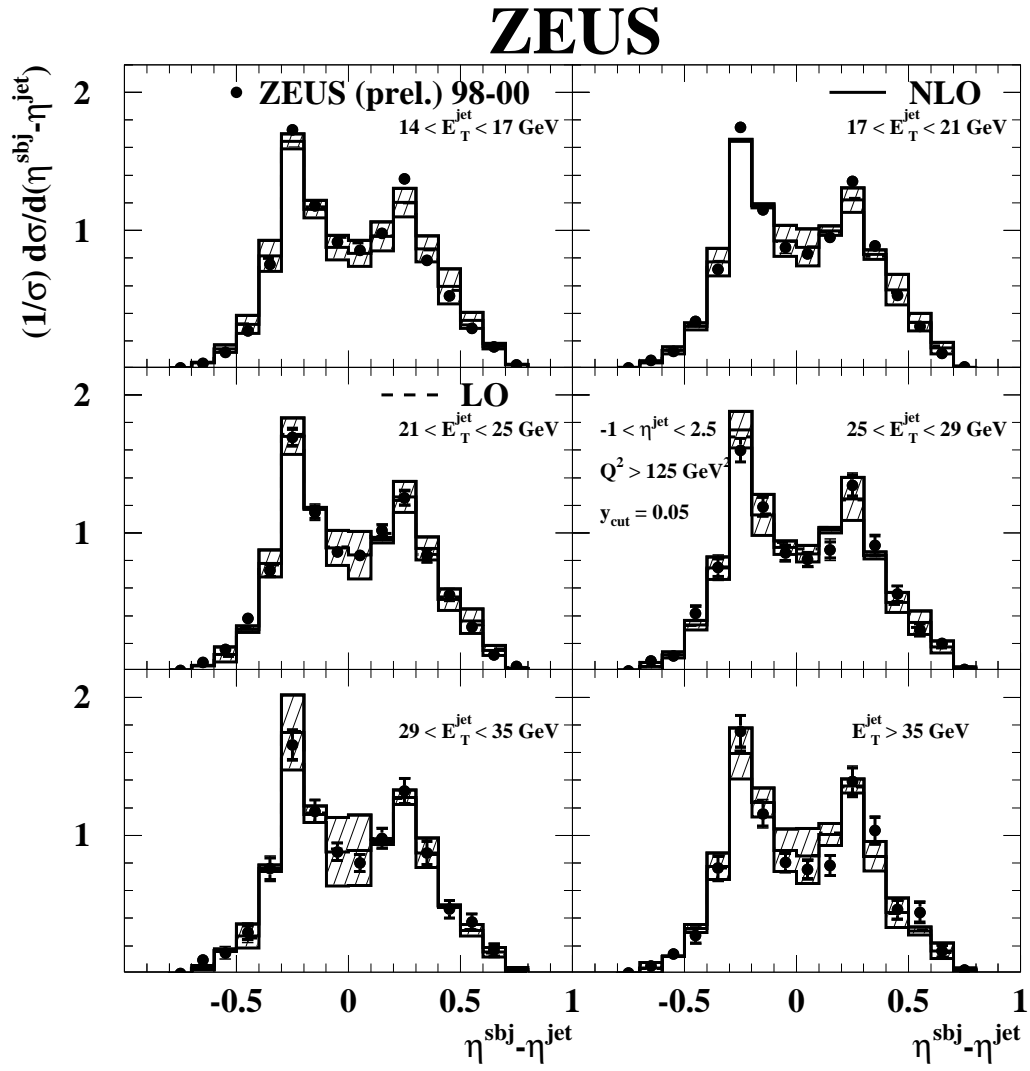 ZEUS
(1/σ) dσ/d(η^sbj-η^jet)
2
1
ZEUS (prel.) 98-00
14 < E_T^jet < 17 GeV
NLO
17 < E_T^jet < 21 GeV
2
1
LO
21 < E_T^jet < 25 GeV
-1 < η^jet < 2.5
25 < E_T^jet < 29 GeV
Q^2 > 125 GeV^2
y_cut = 0.05
2
1
29 < E_T^jet < 35 GeV
E_T^jet > 35 GeV
-0.5 0 0.5 1
-0.5 0 0.5 1
η^sbj-η^jet
η^sbj-η^jet